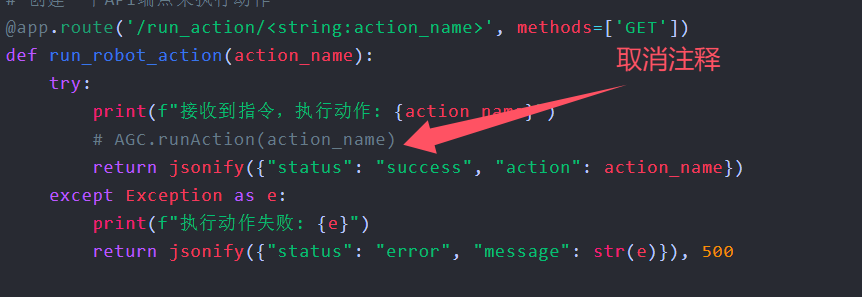 # 创建一个API端点来执行动作
@app.route('/run_action/<string:action_name>', methods=['GET'])
def run_robot_action(action_name):
取消注释
    try:
        print(f"接收到指令，执行动作: {action_name}")
        # AGC.runAction(action_name)
        return jsonify({"status": "success", "action": action_name})
    except Exception as e:
        print(f"执行动作失败: {e}")
        return jsonify({"status": "error", "message": str(e)}), 500